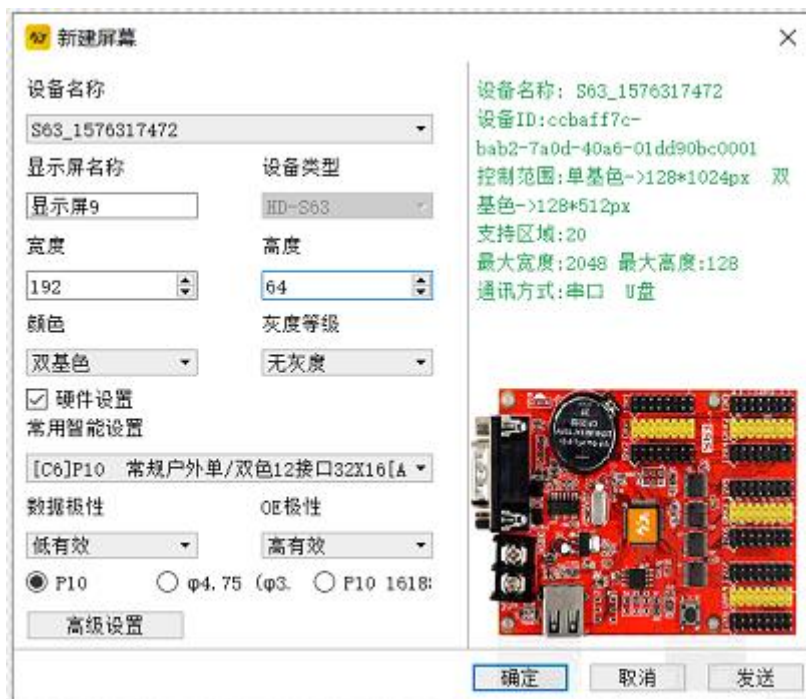 新建屏幕
设备名称
S63_1576317472
显示屏名称 设备类型
显示屏9 HD-S63
宽度 高度
192 64
颜色 灰度等级
双基色 无灰度
硬件设置
常用智能设置
[C6]P10 常规户外单/双色12接口32X16[A
数据极性 OE极性
低有效 高有效
P10 φ4.75 (φ3. P10 1618
高级设置
设备名称: S63_1576317472
设备ID:ccbaff7c-
bab2-7a0d-40a6-01dd90bc0001
控制范围:单基色->128*1024px 双
基色->128*512px
支持区域:20
最大宽度:2048 最大高度:128
通讯方式:串口 U盘
确定 取消 发送